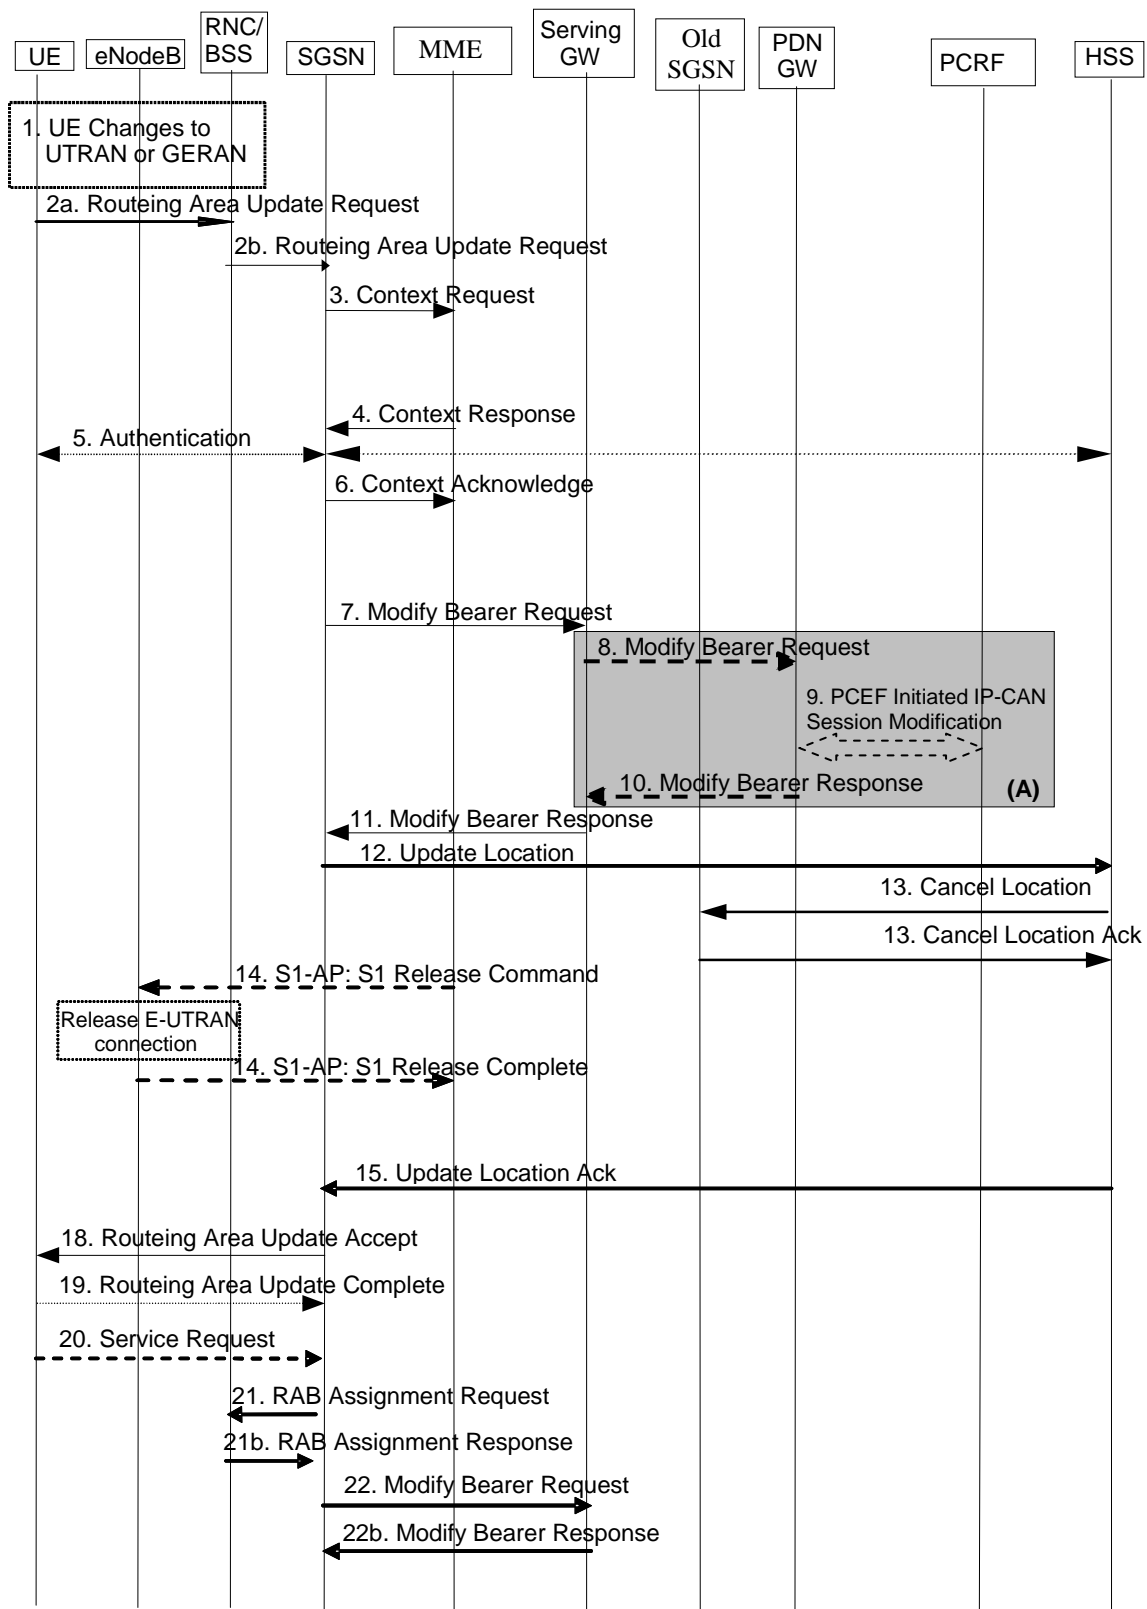 UE
eNodeB
RNC/
BSS
SGSN
MME
Serving
GW
Old
SGSN
PDN
GW
PCRF
HSS
1. UE Changes to
UTRAN or GERAN
2a. Routeing Area Update Request
2b. Routeing Area Update Request
3. Context Request
4. Context Response
5. Authentication
6. Context Acknowledge
7. Modify Bearer Request
8. Modify Bearer Request
9. PCEF Initiated IP-CAN
Session Modification
10. Modify Bearer Response
(A)
11. Modify Bearer Response
12. Update Location
13. Cancel Location
13. Cancel Location Ack
14. S1-AP: S1 Release Command
Release E-UTRAN
connection
14. S1-AP: S1 Release Complete
15. Update Location Ack
18. Routeing Area Update Accept
19. Routeing Area Update Complete
20. Service Request
21. RAB Assignment Request
21b. RAB Assignment Response
22. Modify Bearer Request
22b. Modify Bearer Response